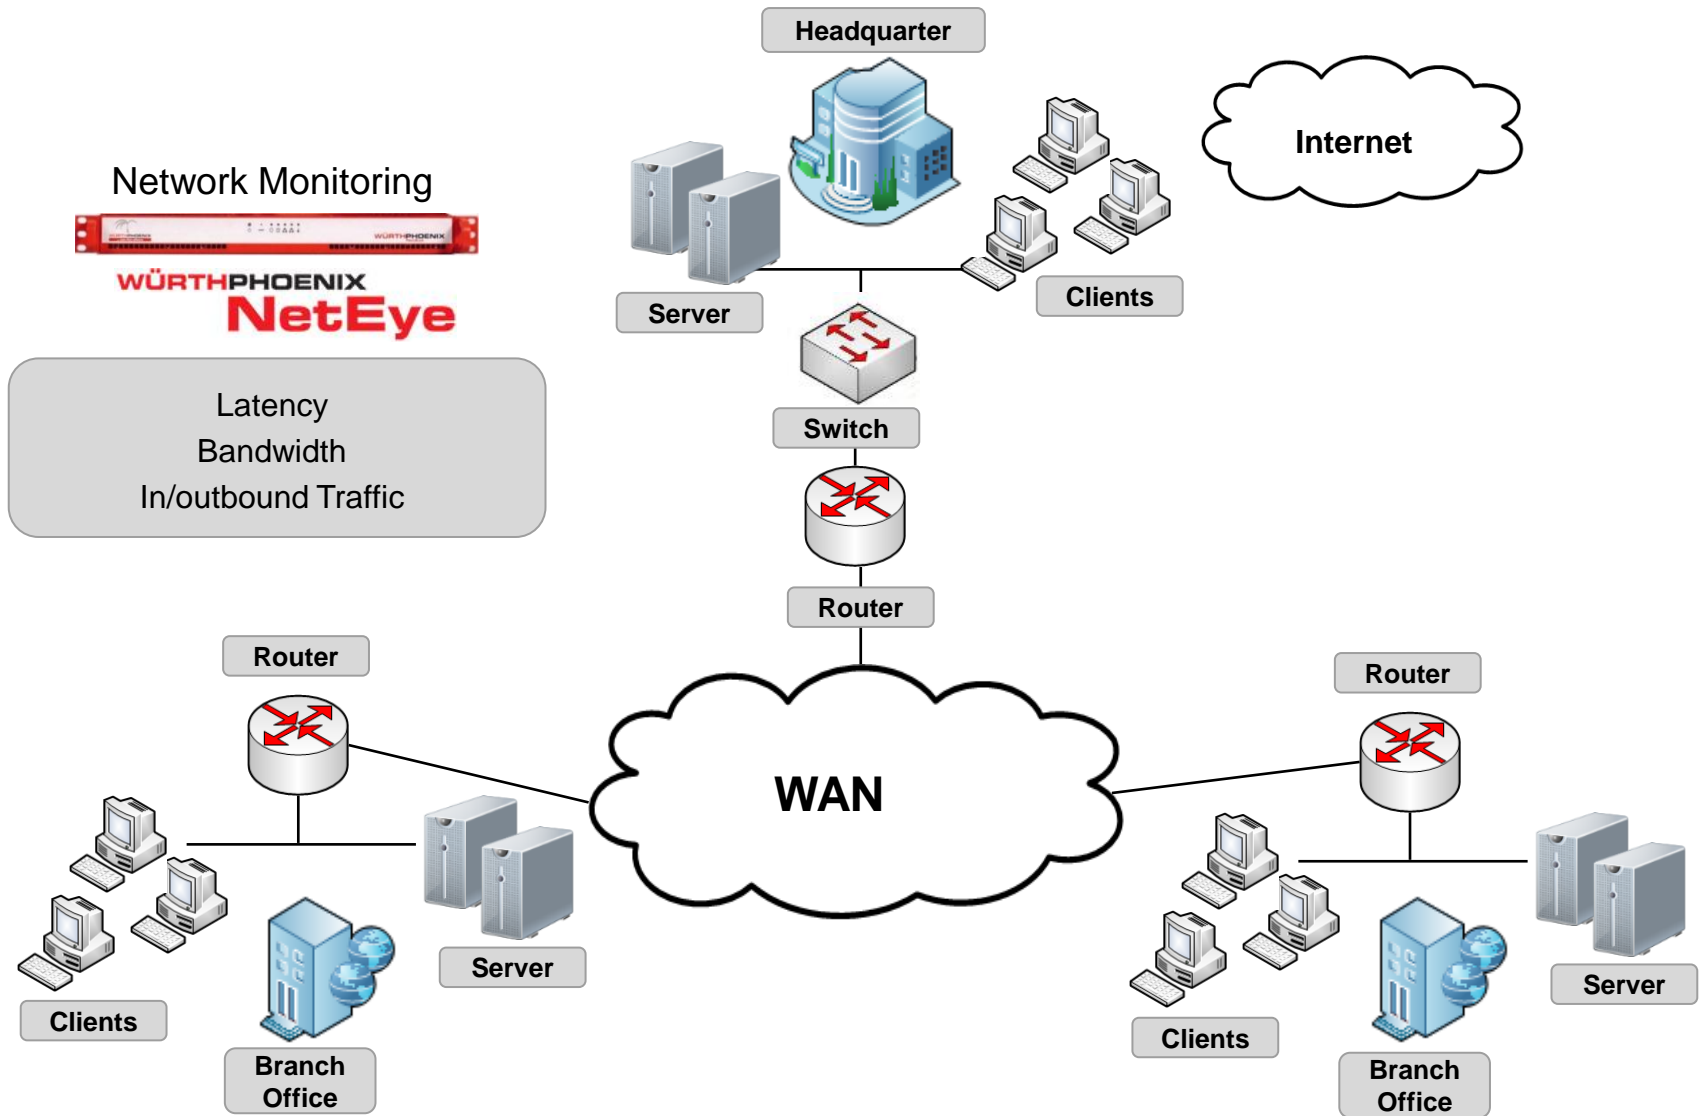 Headquarter
Internet
Network Monitoring
WÜRTHPHOENIX
WÜRTHPHOENIX
NetEye
Server
Clients
Latency
Bandwidth
In/outbound Traffic
Switch
Router
Router
Router
WAN
Clients
Server
Branch
Office
Clients
Server
Branch
Office